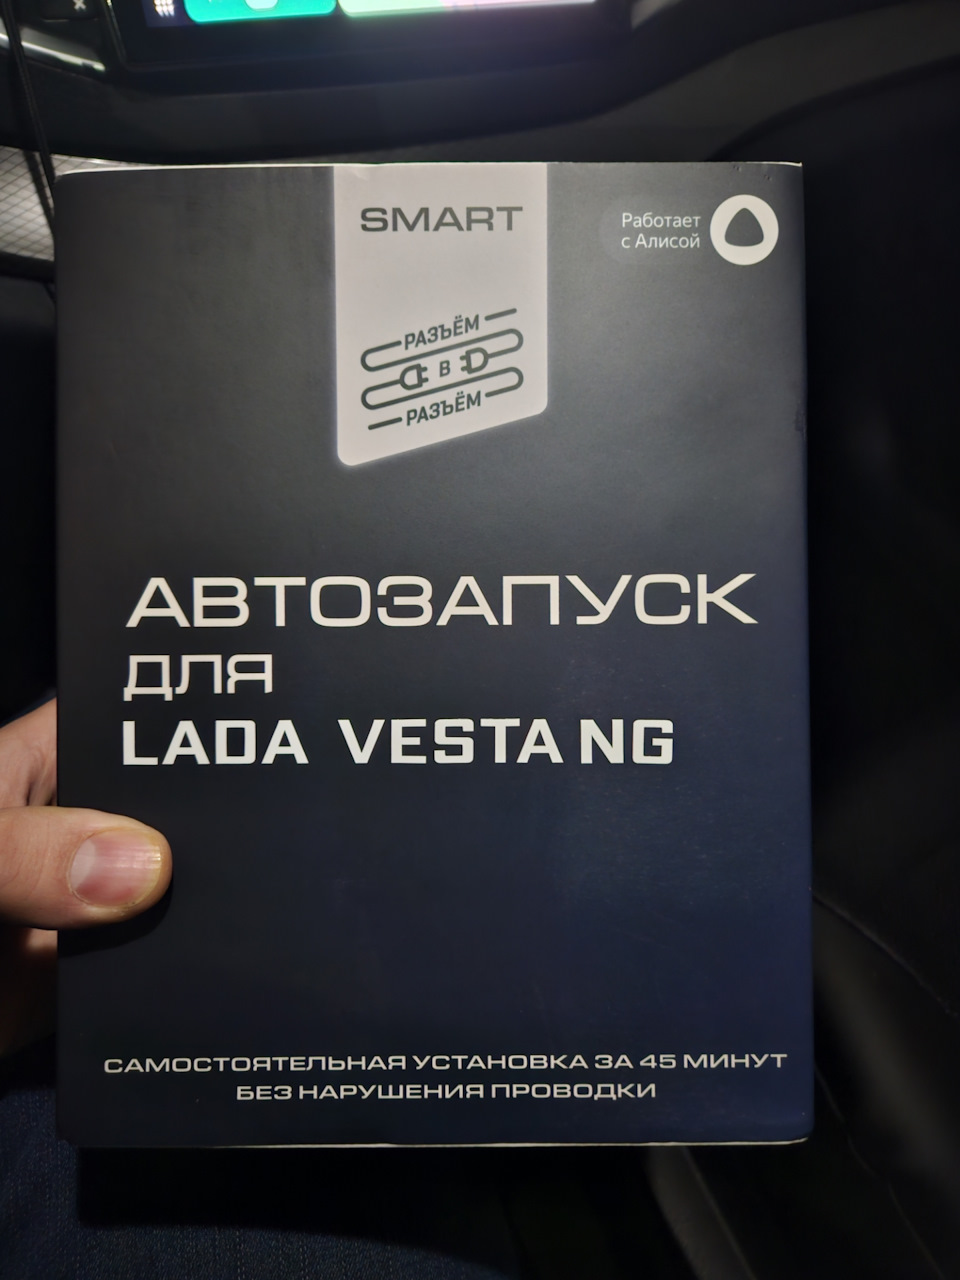 SMART
Работает
с Алисой
РАЗЪЁМ
В
РАЗЪЁМ
АВТОЗАПУСК
ДЛЯ
LADA VESTA NG
САМОСТОЯТЕЛЬНАЯ УСТАНОВКА ЗА 45 МИНУТ
БЕЗ НАРУШЕНИЯ ПРОВОДКИ